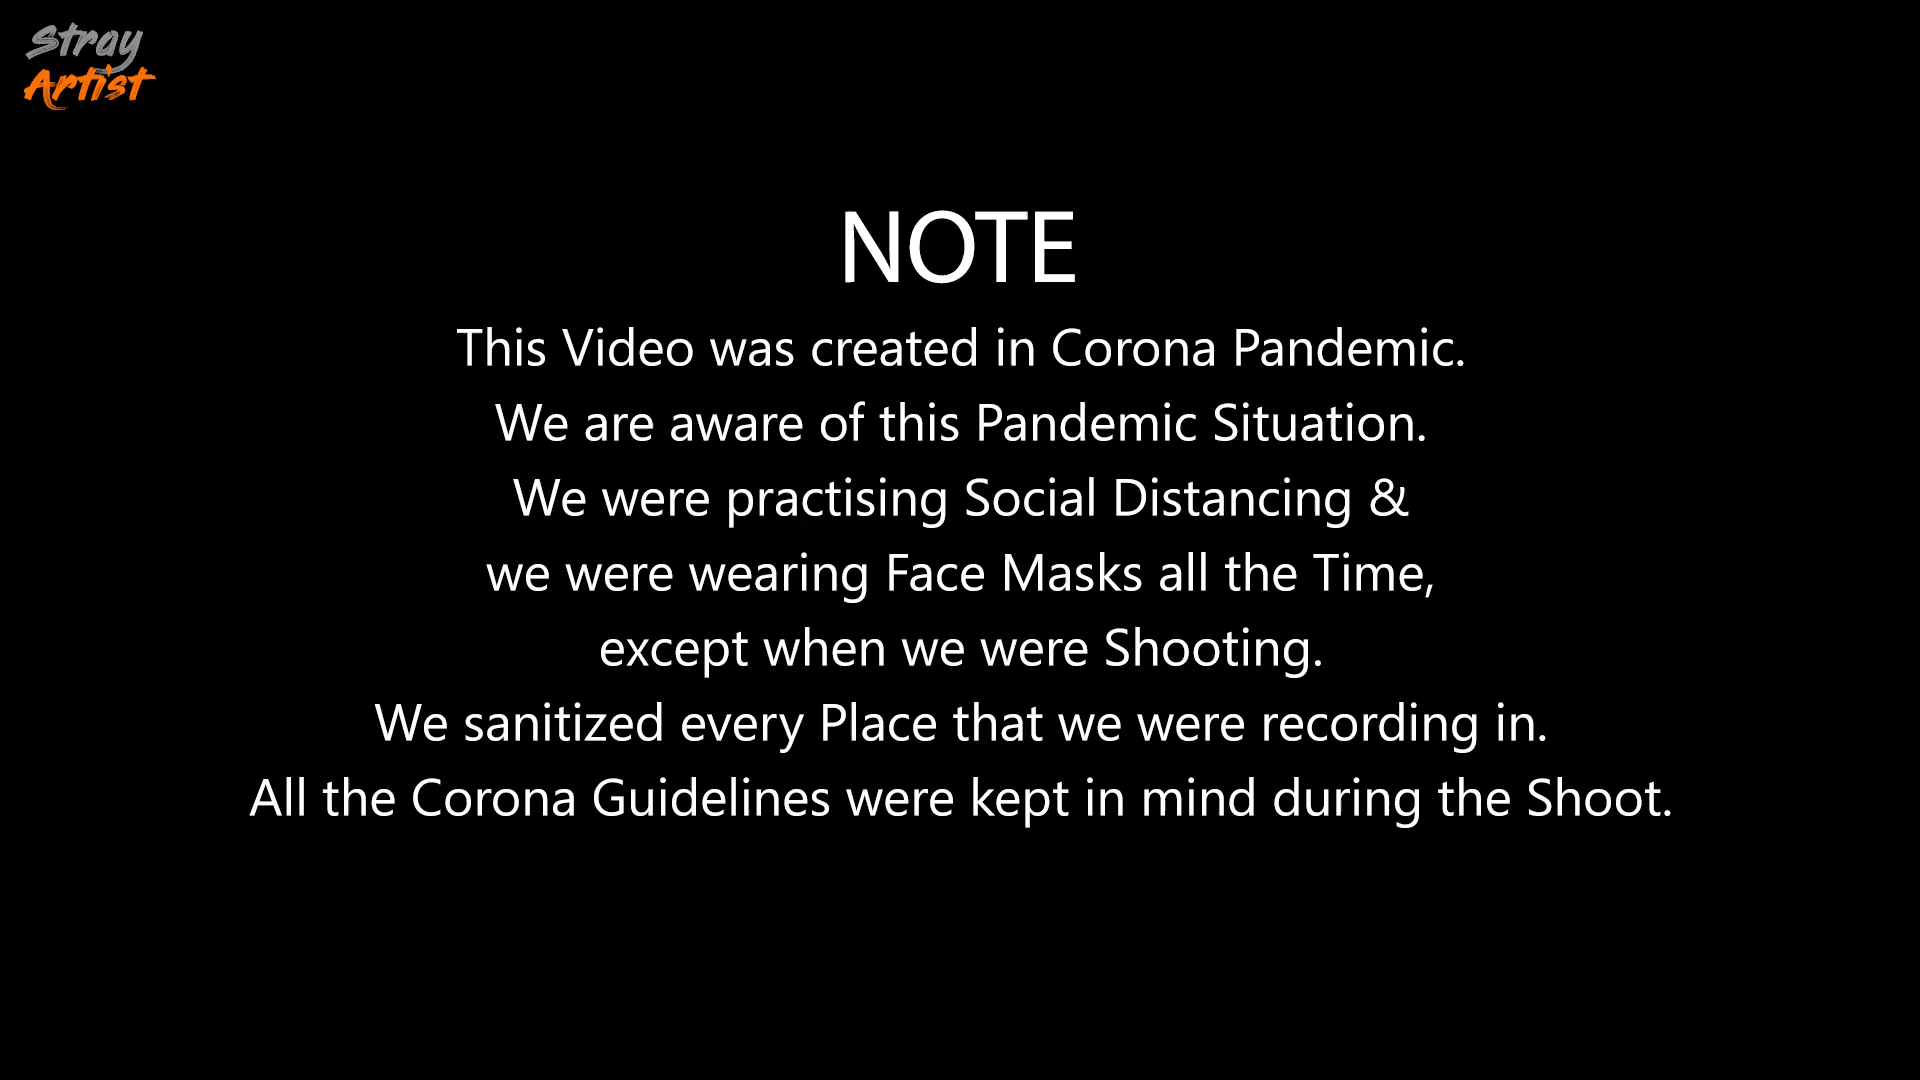 Stray
Artist
NOTE
This Video was created in Corona Pandemic.
We are aware of this Pandemic Situation.
We were practising Social Distancing &
we were wearing Face Masks all the Time,
except when we were Shooting.
We sanitized every Place that we were recording in.
All the Corona Guidelines were kept in mind during the Shoot.